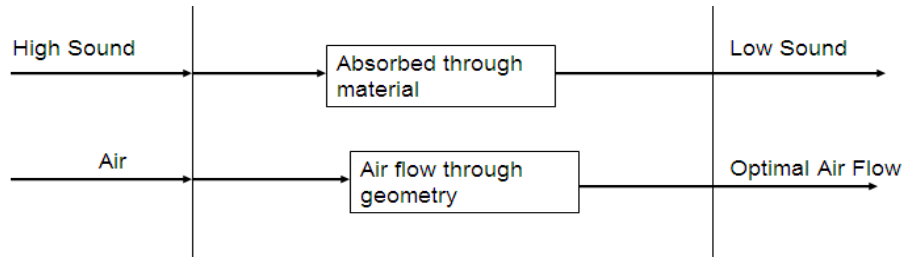 High Sound
Absorbed through
material
Low Sound
Air
Air flow through
geometry
Optimal Air Flow